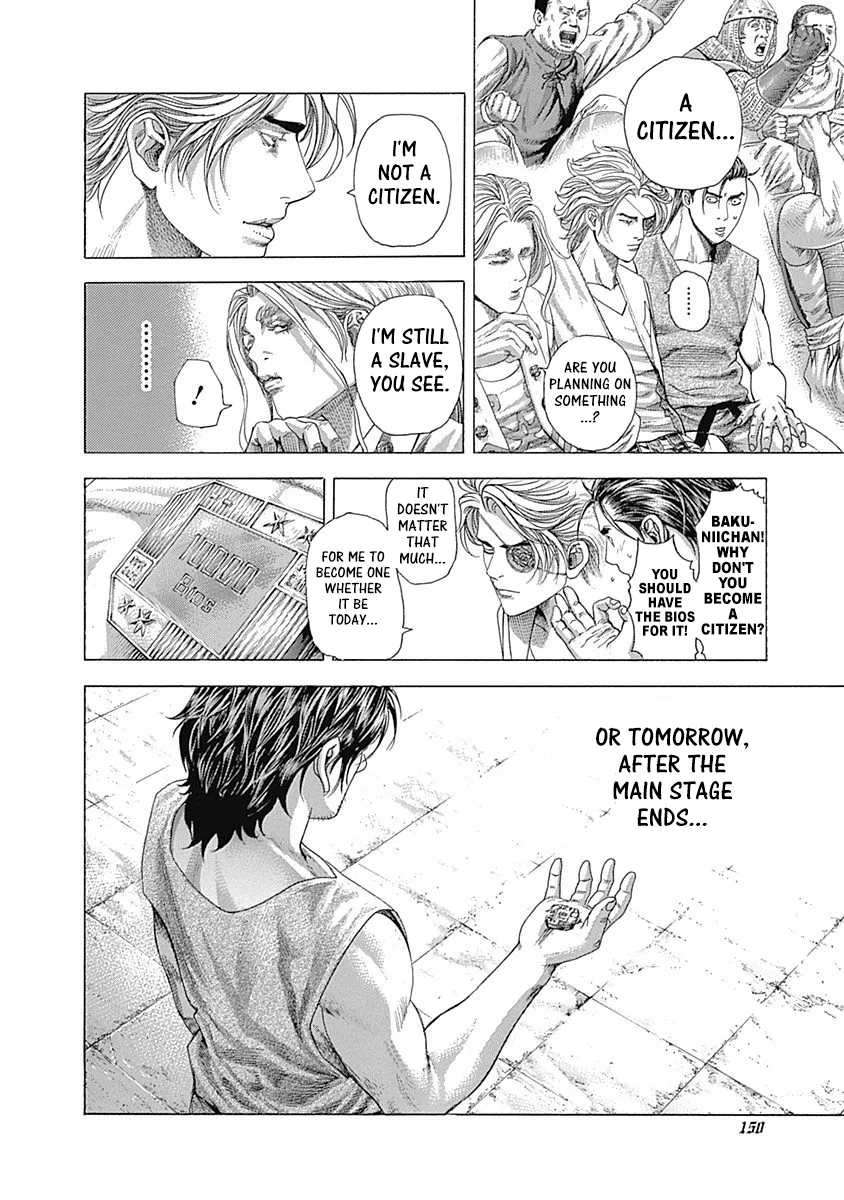 A
CITIZEN...
......
ARE YOU
PLANNING ON
SOMETHING
...?
I'M
NOT A
CITIZEN.
I'M STILL
A SLAVE,
YOU SEE.
!
........
BAKU-
NIICHAN!
WHY
DON'T
YOU
BECOME
A
CITIZEN?
YOU
SHOULD
HAVE
THE BIOS
FOR IT!
IT
DOESN'T
MATTER
THAT
MUCH...
FOR ME TO
BECOME ONE
WHETHER
IT BE
TODAY...
10000
BIOS
OR TOMORROW,
AFTER THE
MAIN STAGE
ENDS...
150